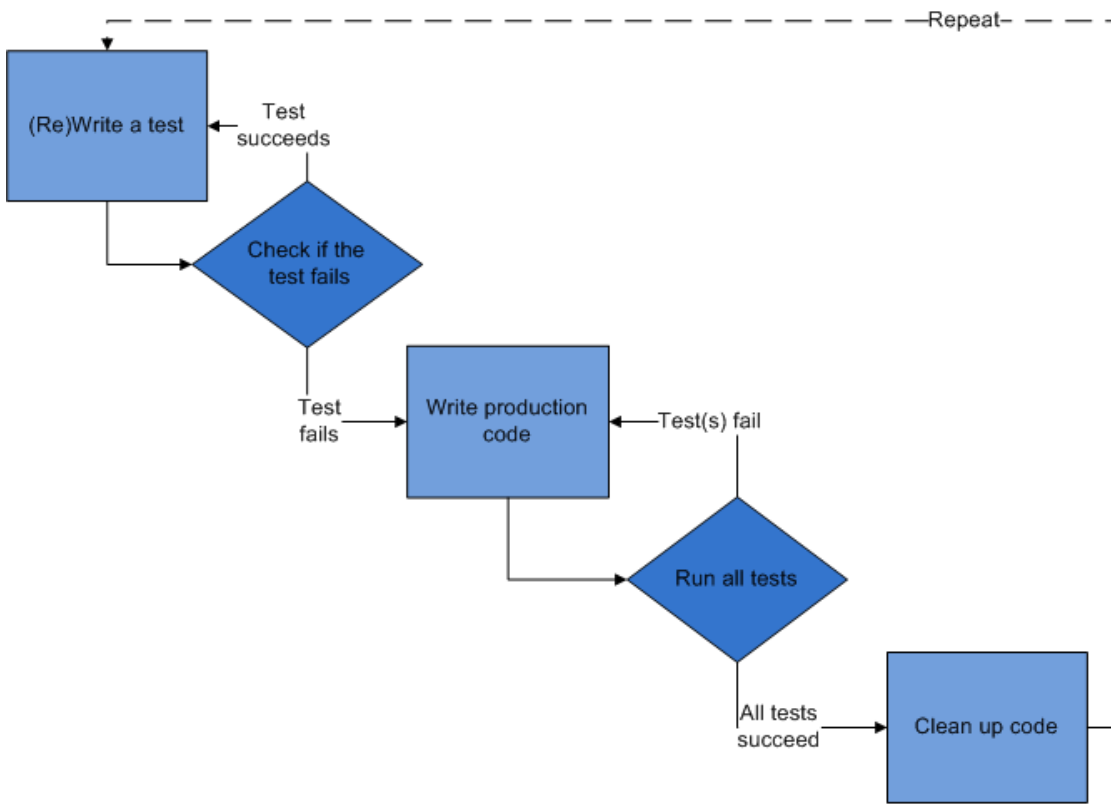 Repeat
(Re)Write a test
Test
succeeds
Check if the
test fails
Test
fails
Write production
code
Test(s) fail
Run all tests
All tests
succeed
Clean up code